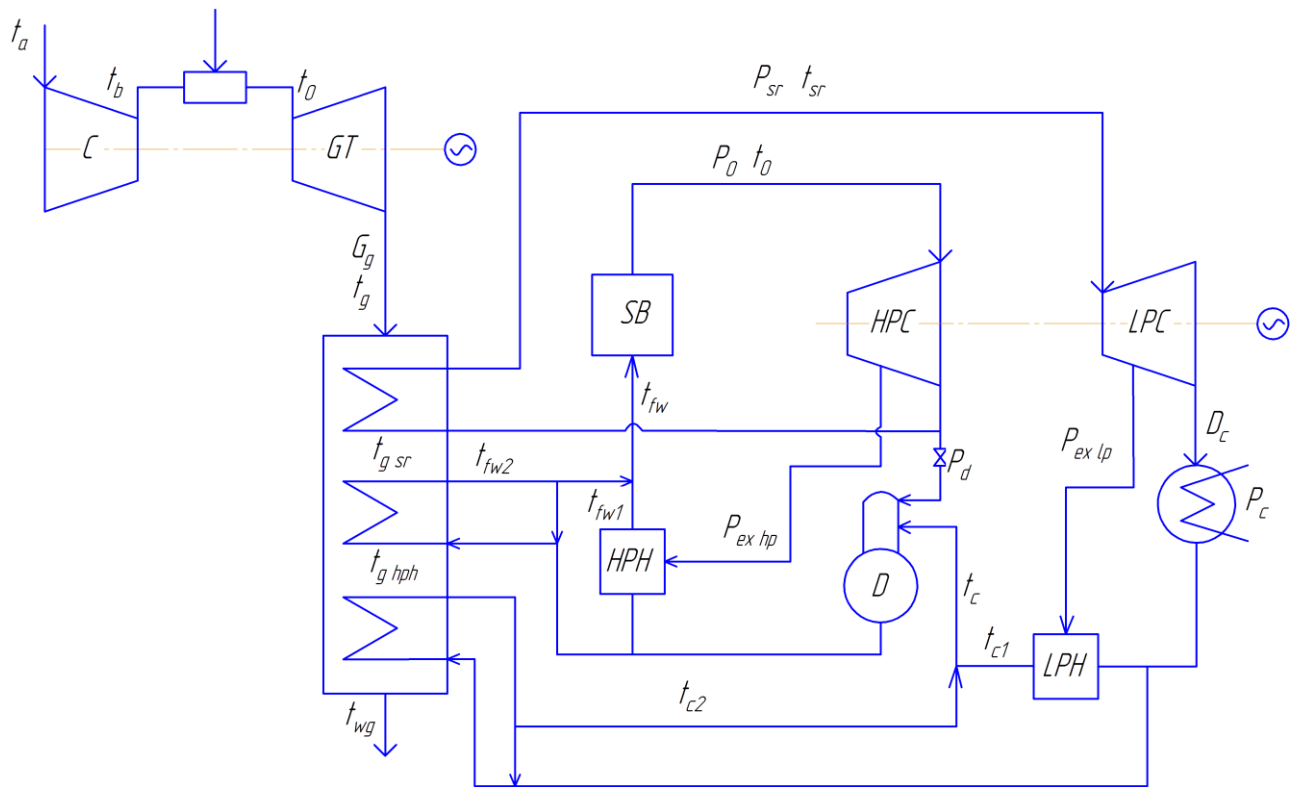 t_a
t_b
t_0
C
GT
P_sr t_sr
P_0 t_0
G_g
t_g
SB
HPC
LPC
t_fw
D_c
t_g sr
t_fw2
P_ex lp
P_d
t_fw1
P_c
P_ex hp
HPH
t_g hph
D
t_c
t_c1
LPH
t_c2
t_wg